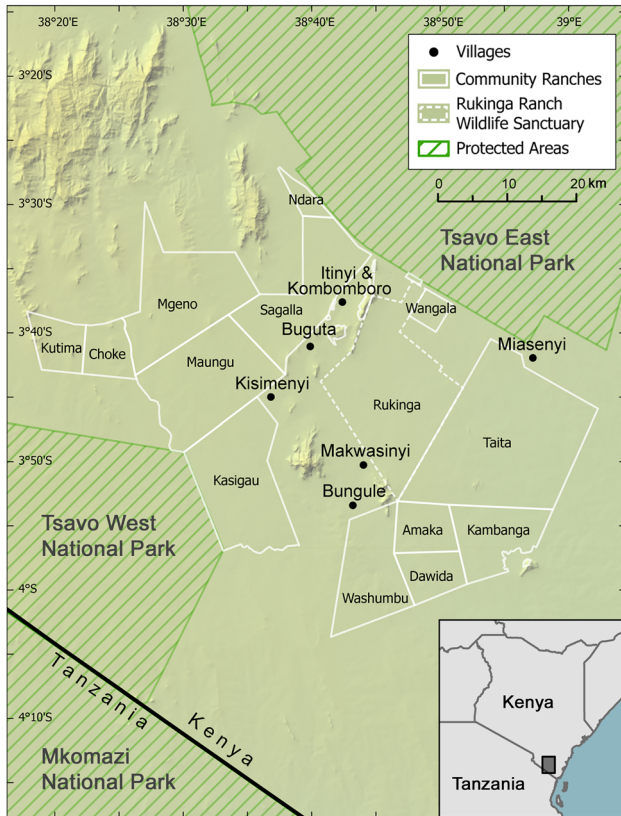 38°20'E
38°30'E
38°40'E
38°50'E
39°E
3°20'S
3°30'S
3°40'S
3°50'S
4°S
4°10'S
Villages
Community Ranches
Rukinga Ranch
Wildlife Sanctuary
Protected Areas
0 10 20 km
Ndara
Tsavo East
National Park
Itinyi &
Kombomboro
Mgeno
Sagalla
Wangala
Buguta
Miasenyi
Kutima
Choke
Maungu
Kisimenyi
Rukinga
Taita
Makwasinyi
Kasigau
Bungule
Tsavo West
National Park
Amaka
Kambanga
Dawida
Washumbu
Tanzania
Kenya
Mkomazi
National Park
Kenya
Tanzania